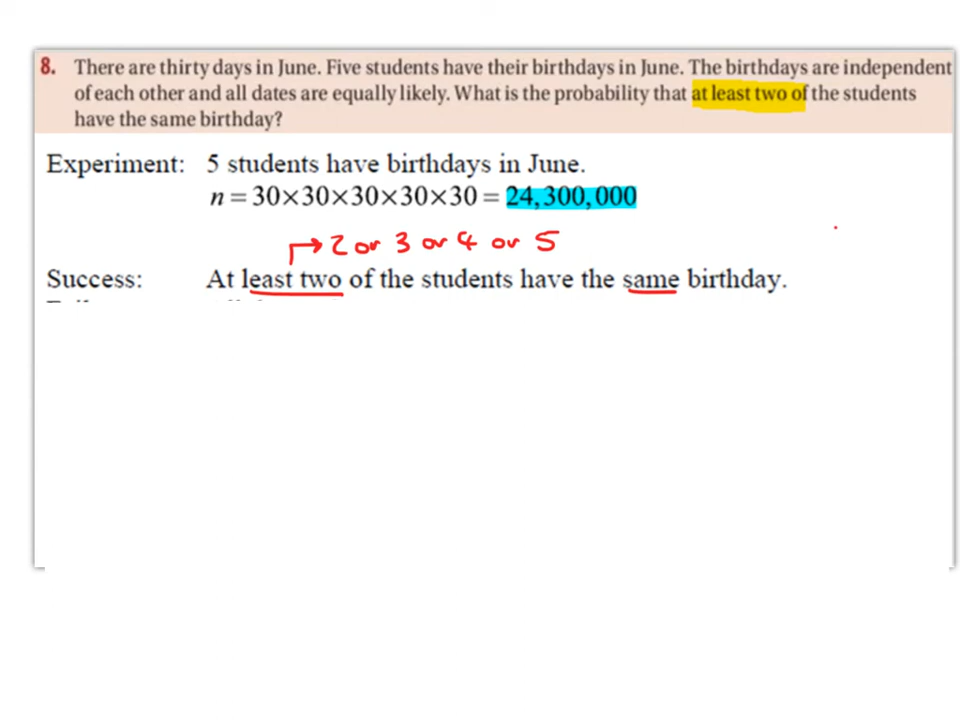 8. There are thirty days in June. Five students have their birthdays in June. The birthdays are independent
of each other and all dates are equally likely. What is the probability that at least two of the students
have the same birthday?
Experiment: 5 students have birthdays in June.
n = 30×30×30×30×30 = 24,300,000
2 or 3 or 4 or 5
Success: At least two of the students have the same birthday.